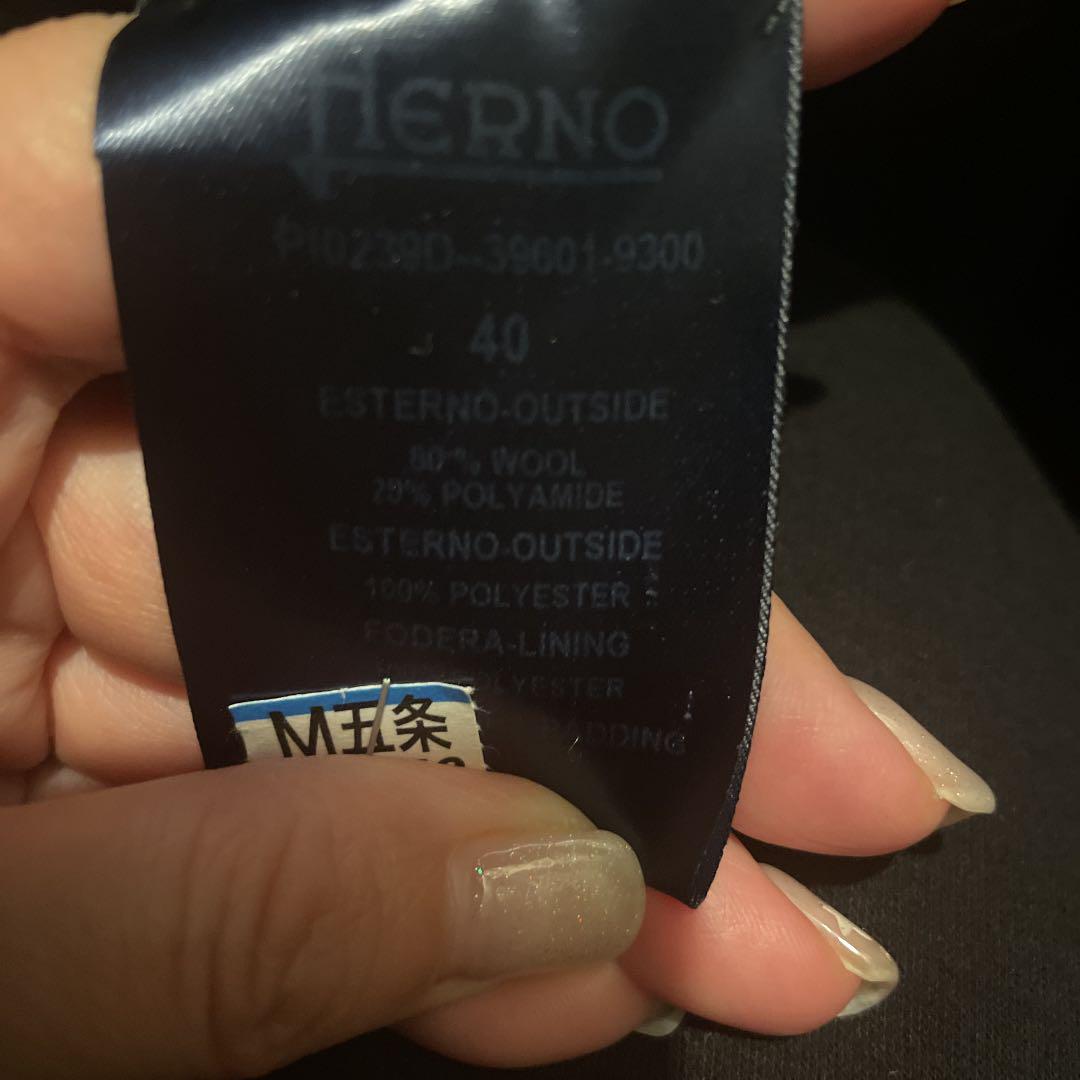 HERNO
PI0239D--39601-9300
40
ESTERNO-OUTSIDE
80% WOOL
20% POLYAMIDE
ESTERNO-OUTSIDE
100% POLYESTER
FODERA-LINING
POLYESTER
PADDING
M五条